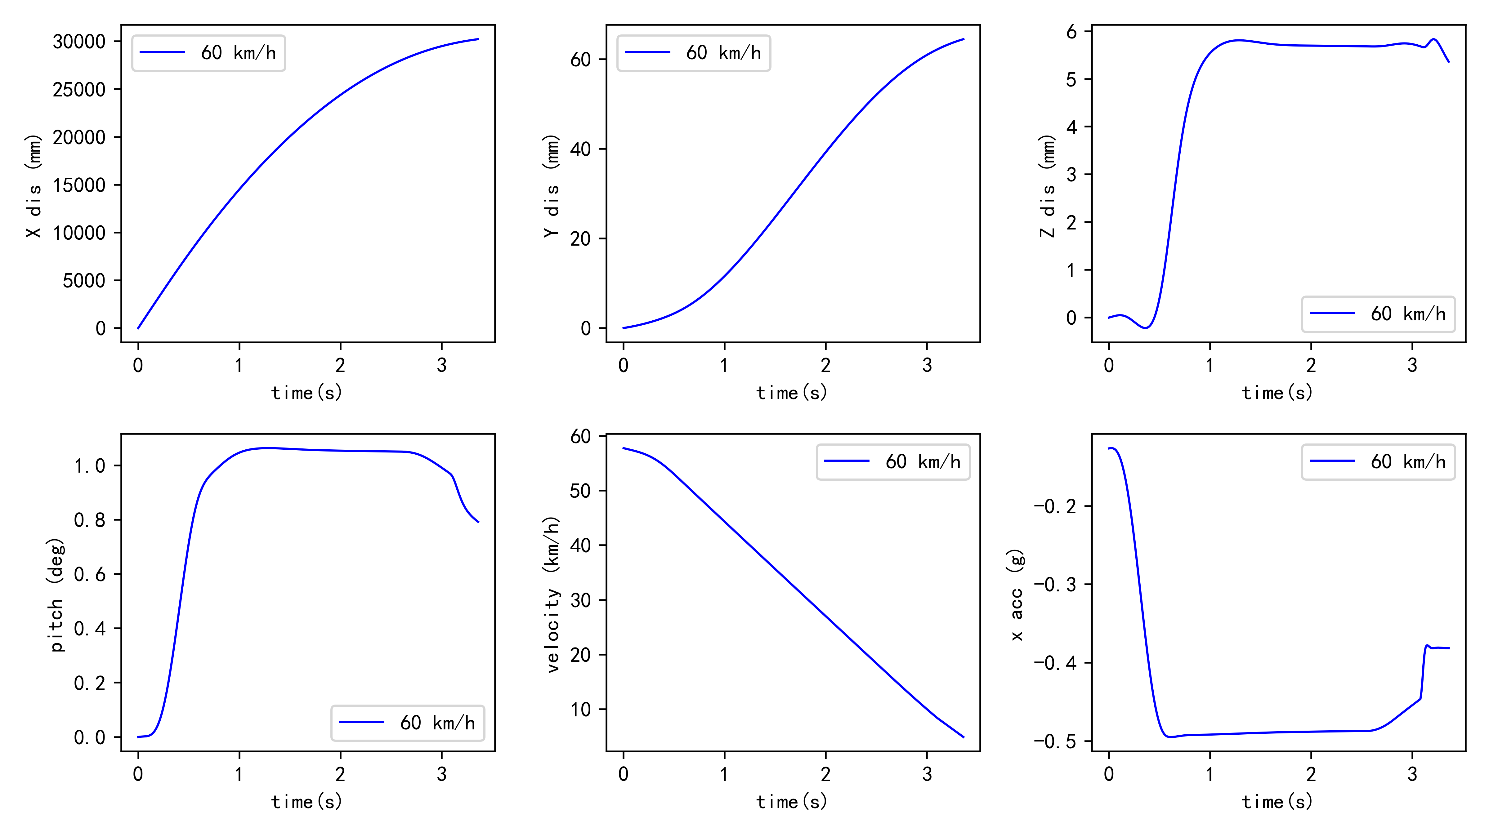 60 km/h
30000
25000
20000
15000
10000
5000
0
X dis (mm)
0 1 2 3
time(s)
60 km/h
60
40
20
0
Y dis (mm)
0 1 2 3
time(s)
6
5
4
3
2
1
0
Z dis (mm)
60 km/h
0 1 2 3
time(s)
1.0
0.8
0.6
0.4
0.2
0.0
pitch (deg)
60 km/h
0 1 2 3
time(s)
60 km/h
60
50
40
30
20
10
velocity (km/h)
0 1 2 3
time(s)
60 km/h
−0.2
−0.3
−0.4
−0.5
x acc (g)
0 1 2 3
time(s)